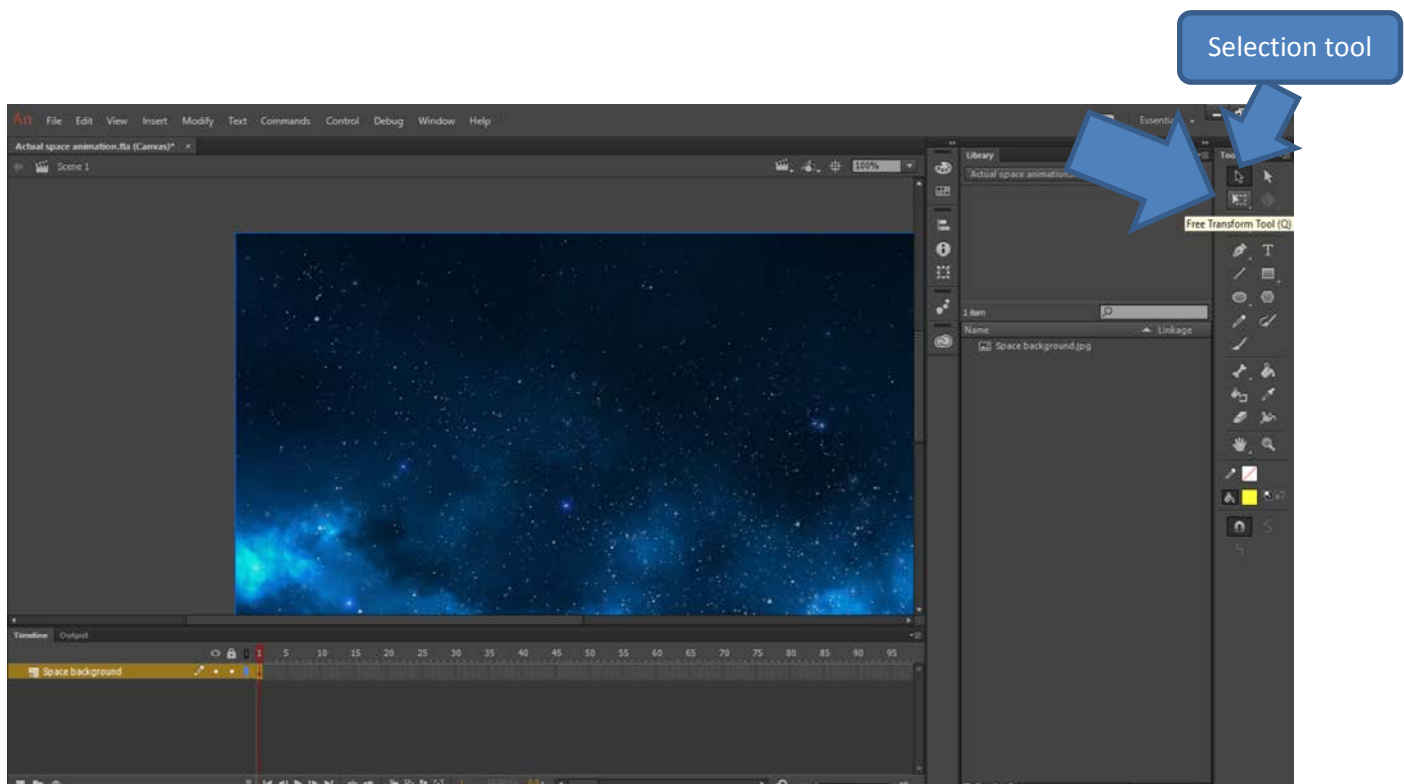 Selection tool
An File Edit View Insert Modify Text Commands Control Debug Window Help
Actual space animation.fla (Canvas)* ×
Scene 1
100%
Library
Actual space animation
Free Transform Tool (Q)
T
1 item
Name Linkage
Space background.jpg
Timeline Output
1 5 10 15 20 25 30 35 40 45 50 55 60 65 70 75 80 85 90 95
Space background